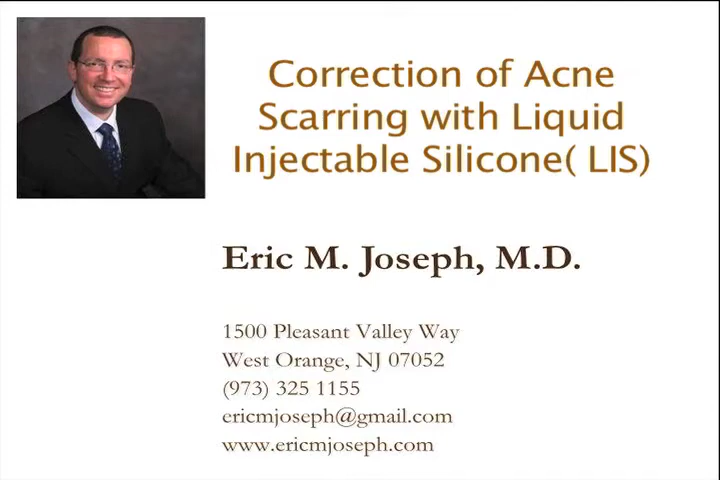 Correction of Acne
Scarring with Liquid
Injectable Silicone( LIS)
Eric M. Joseph, M.D.
1500 Pleasant Valley Way
West Orange, NJ 07052
(973) 325 1155
ericmjoseph@gmail.com
www.ericmjoseph.com